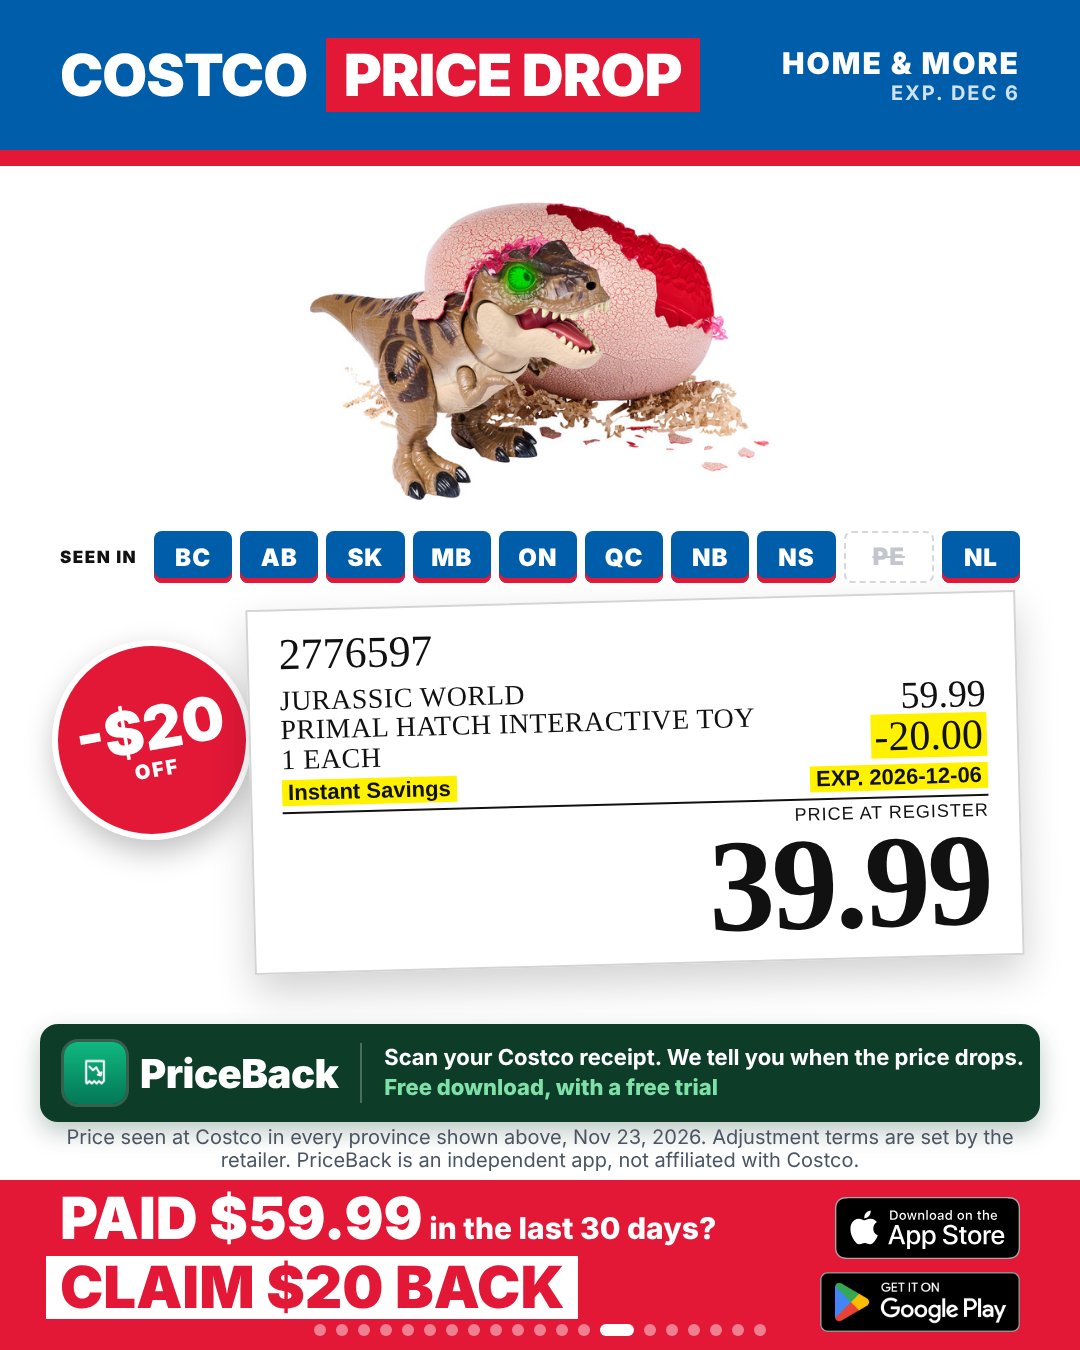 COSTCO PRICE DROP
HOME & MORE
EXP. DEC 6
SEEN IN BC AB SK MB ON QC NB NS PE NL
-$20
OFF
2776597
JURASSIC WORLD
PRIMAL HATCH INTERACTIVE TOY
1 EACH
Instant Savings
59.99
-20.00
EXP. 2026-12-06
PRICE AT REGISTER
39.99
PriceBack
Scan your Costco receipt. We tell you when the price drops.
Free download, with a free trial
Price seen at Costco in every province shown above, Nov 23, 2026. Adjustment terms are set by the
retailer. PriceBack is an independent app, not affiliated with Costco.
PAID $59.99 in the last 30 days?
CLAIM $20 BACK
Download on the
App Store
GET IT ON
Google Play